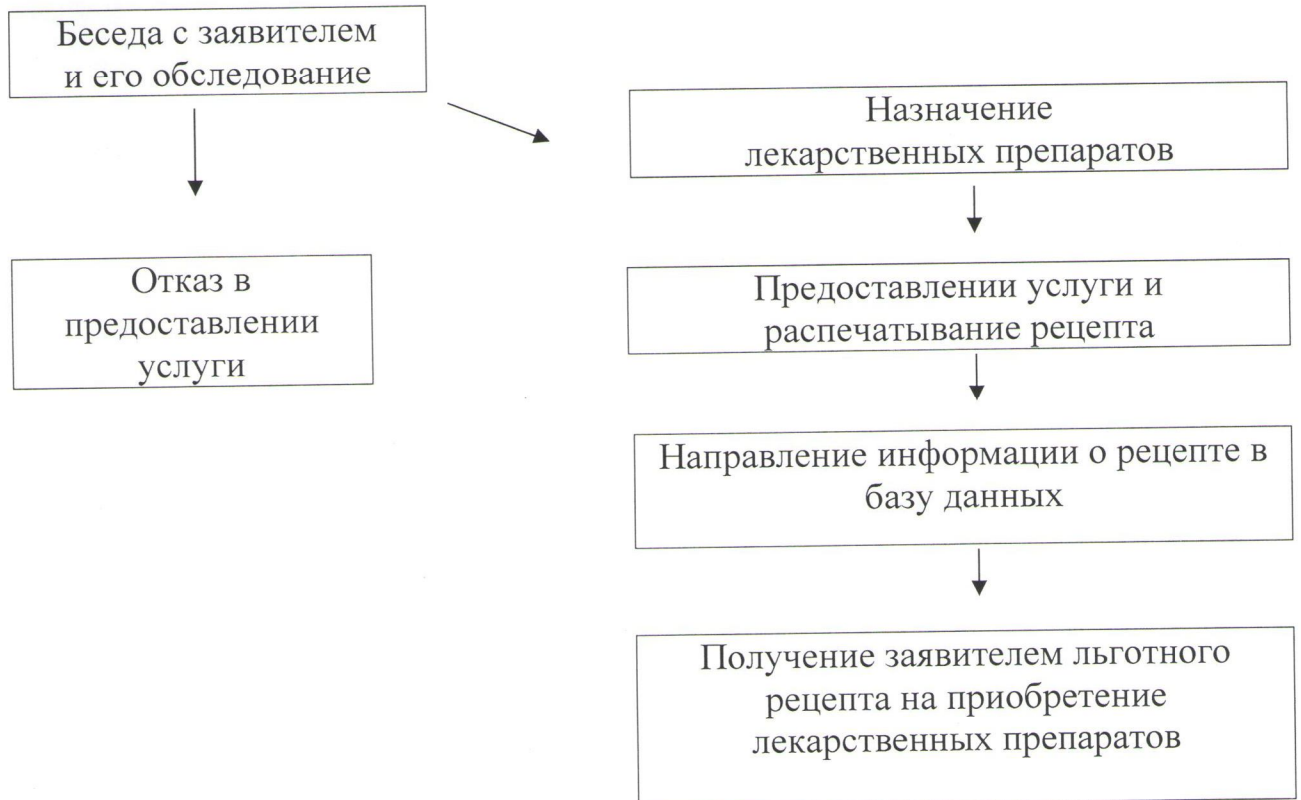 Беседа с заявителем
и его обследование
Назначение
лекарственных препаратов
Отказ в
предоставлении
услуги
Предоставлении услуги и
распечатывание рецепта
Направление информации о рецепте в
базу данных
Получение заявителем льготного
рецепта на приобретение
лекарственных препаратов